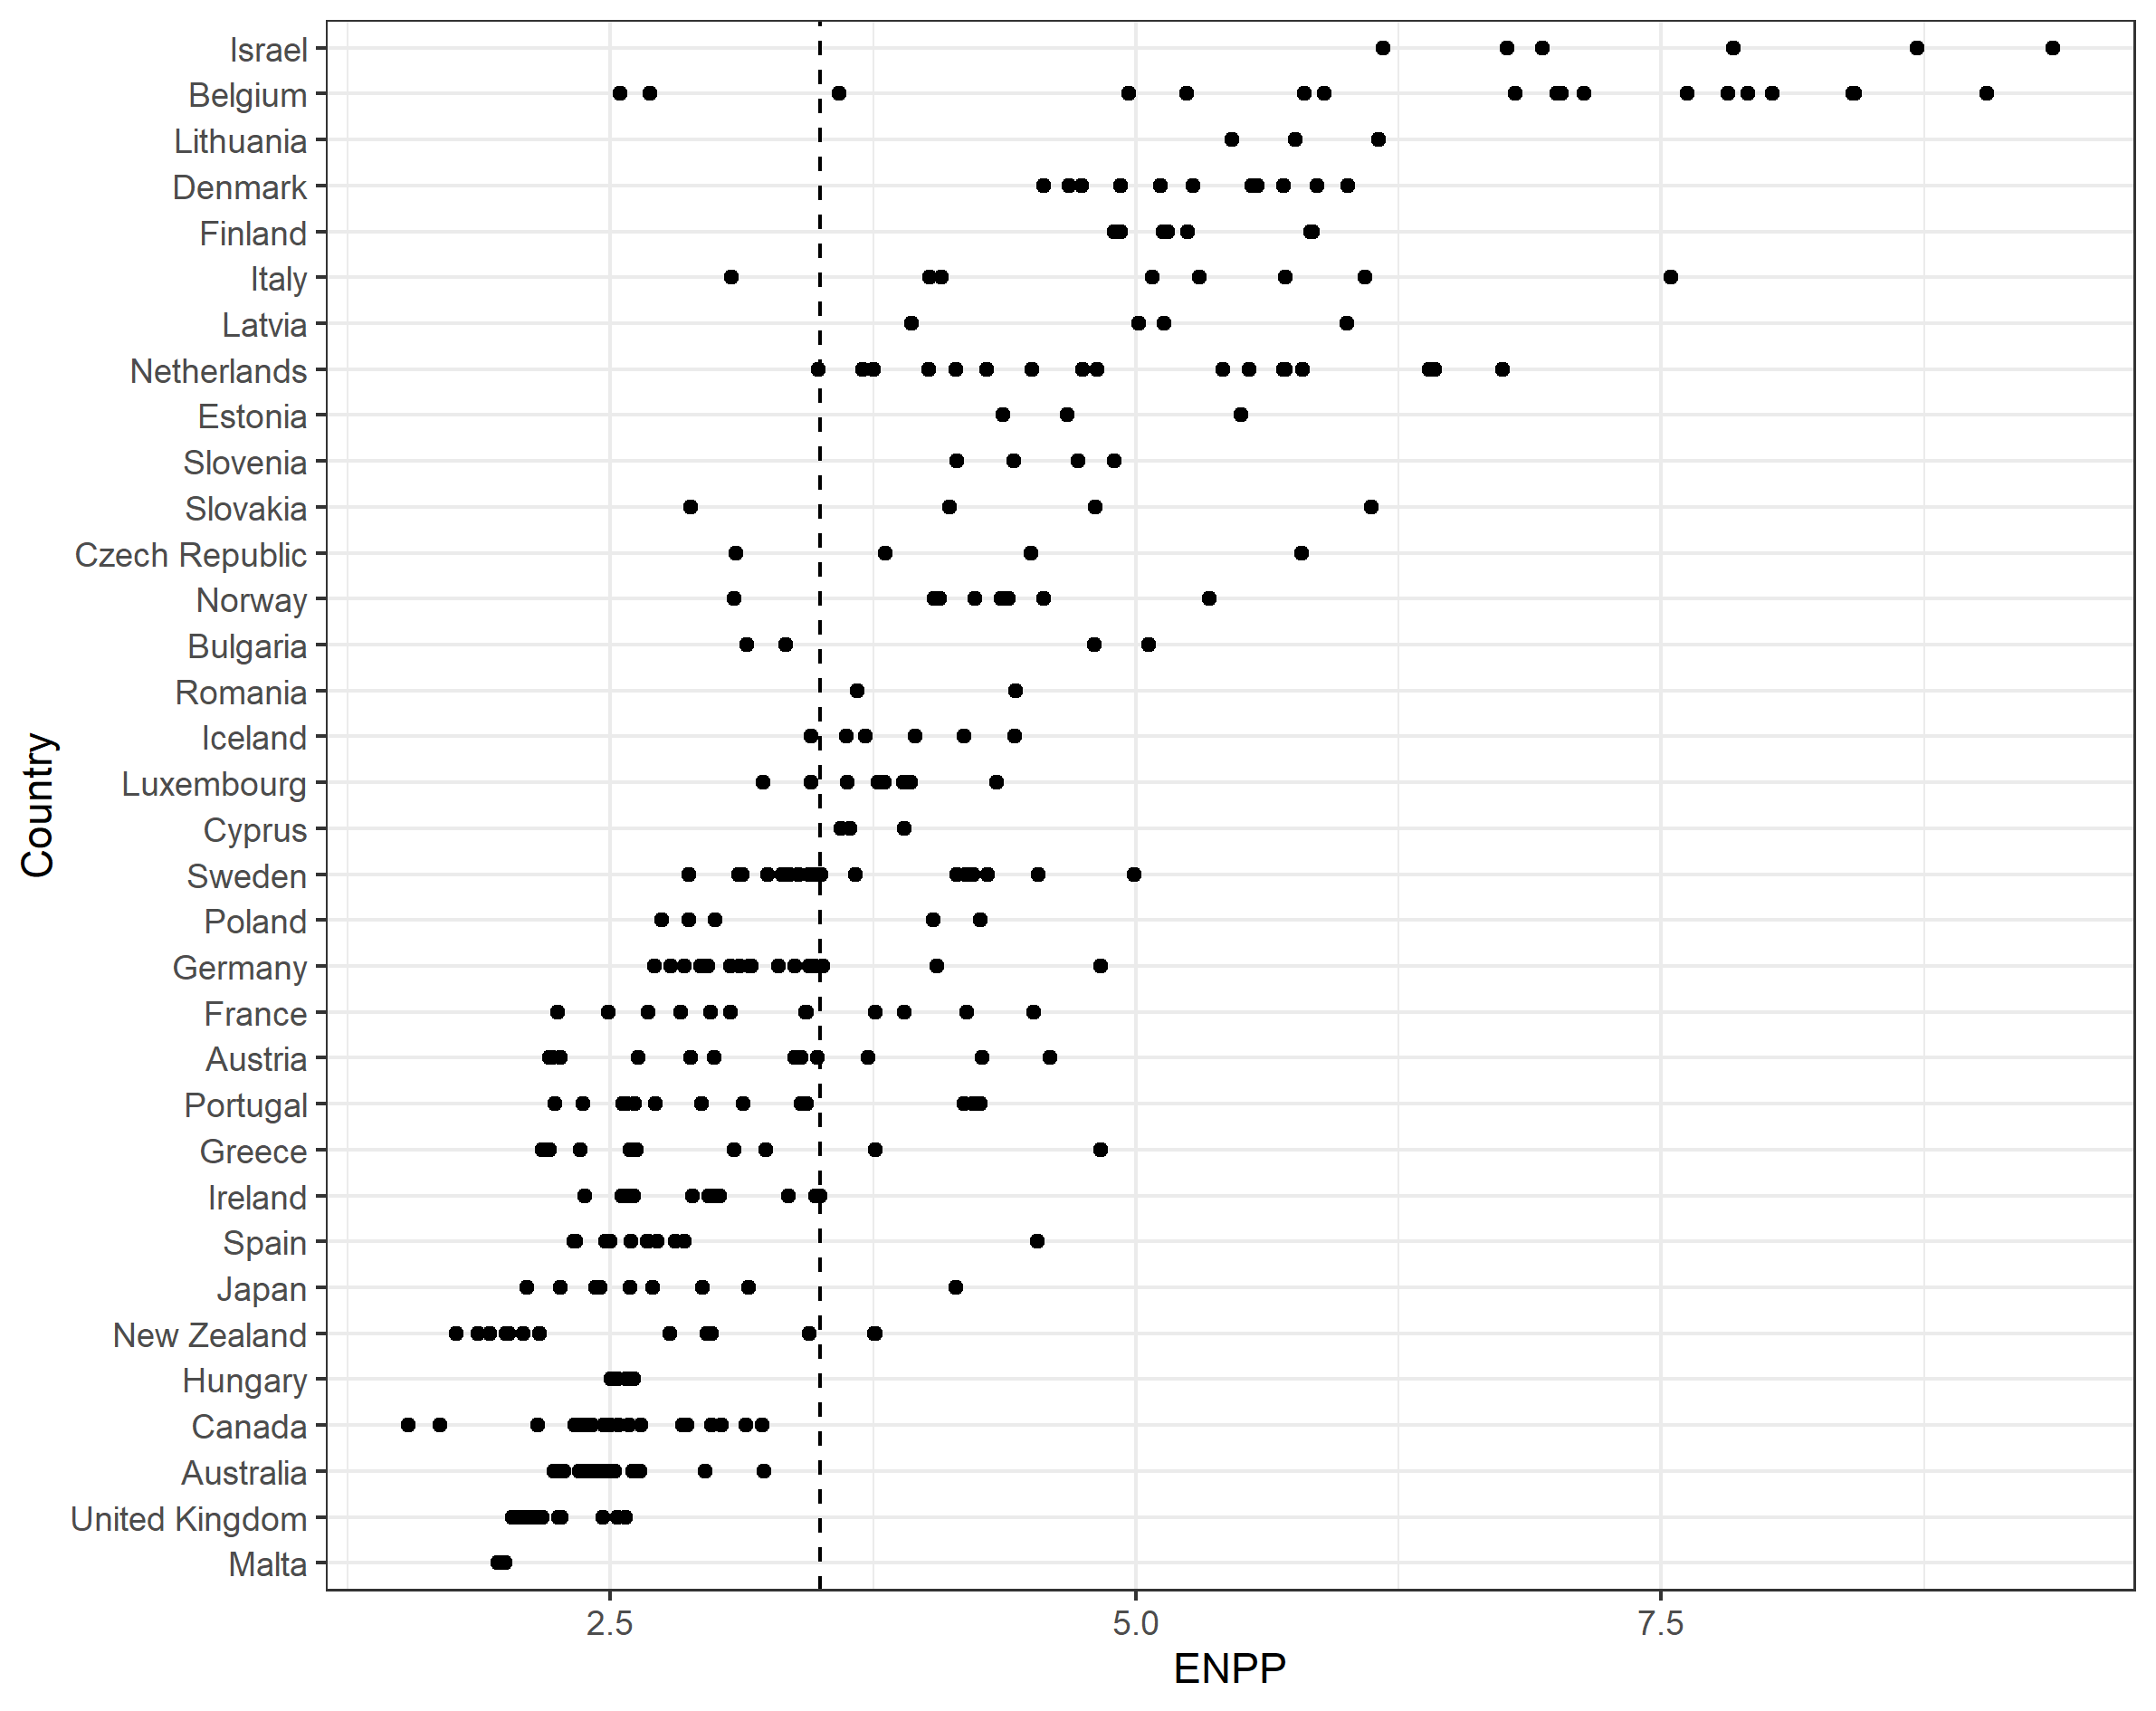 Israel
Belgium
Lithuania
Denmark
Finland
Italy
Latvia
Netherlands
Estonia
Slovenia
Slovakia
Czech Republic
Norway
Bulgaria
Romania
Iceland
Luxembourg
Cyprus
Sweden
Poland
Germany
France
Austria
Portugal
Greece
Ireland
Spain
Japan
New Zealand
Hungary
Canada
Australia
United Kingdom
Malta
Country
2.5 5.0 7.5
ENPP